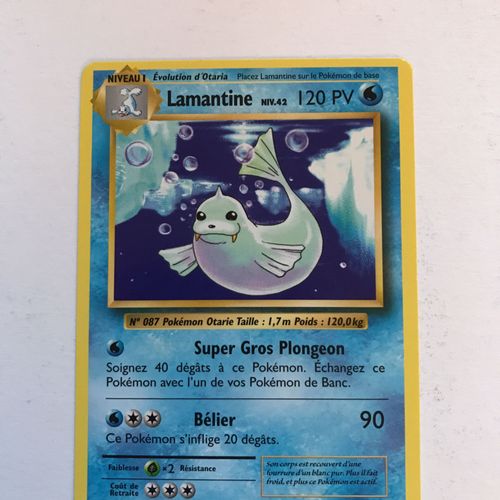 NIVEAU 1 Évolution d'Otaria Placez Lamantine sur le Pokémon de base
Lamantine NIV.42 120 PV
N° 087 Pokémon Otarie Taille : 1,7m Poids : 120,0kg
Super Gros Plongeon
Soignez 40 dégâts à ce Pokémon. Échangez ce
Pokémon avec l'un de vos Pokémon de Banc.
Bélier 90
Ce Pokémon s'inflige 20 dégâts.
Faiblesse ×2 Résistance
Coût de
Retraite
Son corps est recouvert d'une
fourrure d'un blanc pur. Plus il fait
froid, et plus ce Pokémon est actif.